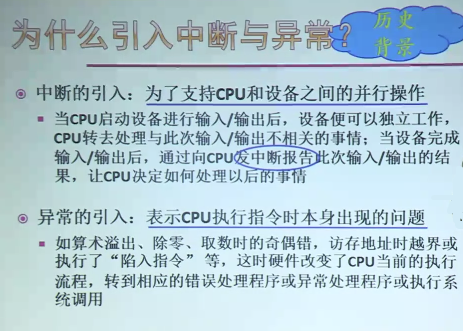 为什么引入中断与异常?
历史
背景
中断的引入：为了支持CPU和设备之间的并行操作
当CPU启动设备进行输入/输出后，设备便可以独立工作，
CPU转去处理与此次输入/输出不相关的事情；当设备完成
输入/输出后，通过向CPU发中断报告此次输入/输出的结
果，让CPU决定如何处理以后的事情
异常的引入：表示CPU执行指令时本身出现的问题
如算术溢出、除零、取数时的奇偶错，访存地址时越界或
执行了“陷入指令”等，这时硬件改变了CPU当前的执行
流程，转到相应的错误处理程序或异常处理程序或执行系
统调用